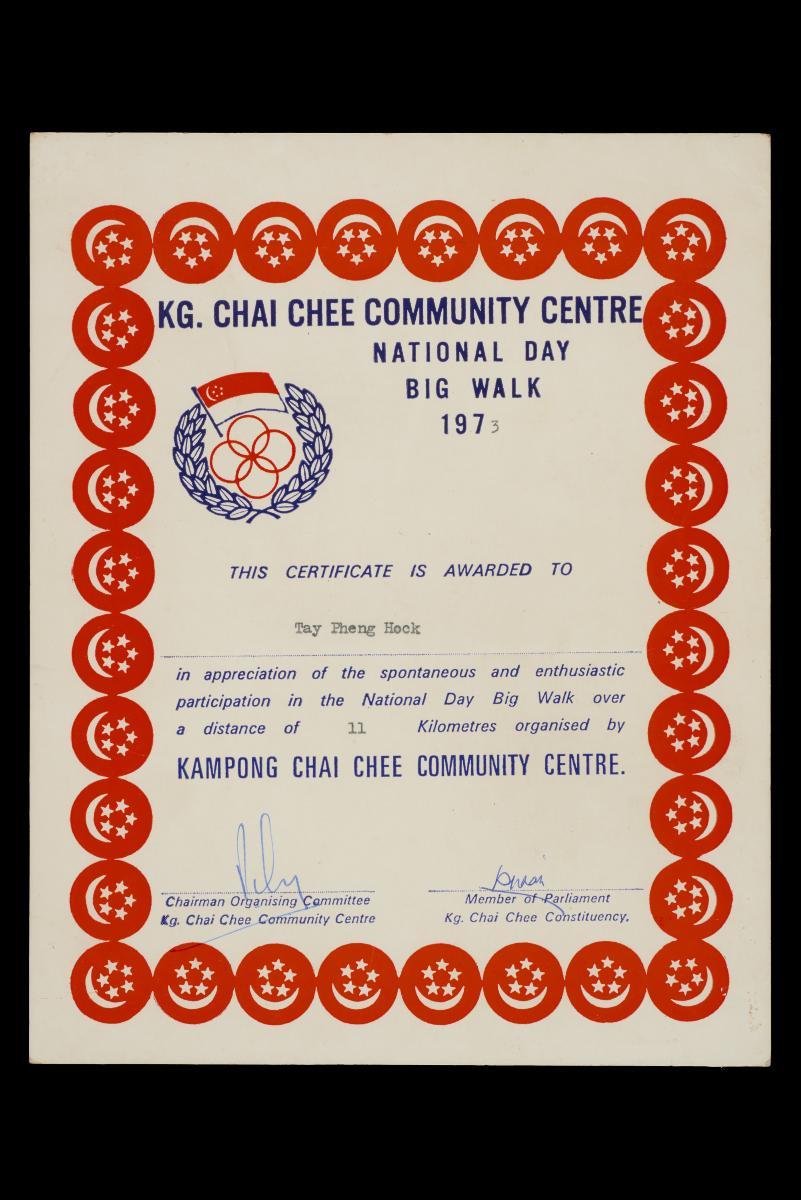 KG. CHAI CHEE COMMUNITY CENTRE
NATIONAL DAY
BIG WALK
1973
THIS CERTIFICATE IS AWARDED TO
Tay Pheng Hock
in appreciation of the spontaneous and enthusiastic
participation in the National Day Big Walk over
a distance of 11 Kilometres organised by
KAMPONG CHAI CHEE COMMUNITY CENTRE.
Chairman Organising Committee
Kg. Chai Chee Community Centre
Member of Parliament
Kg. Chai Chee Constituency.